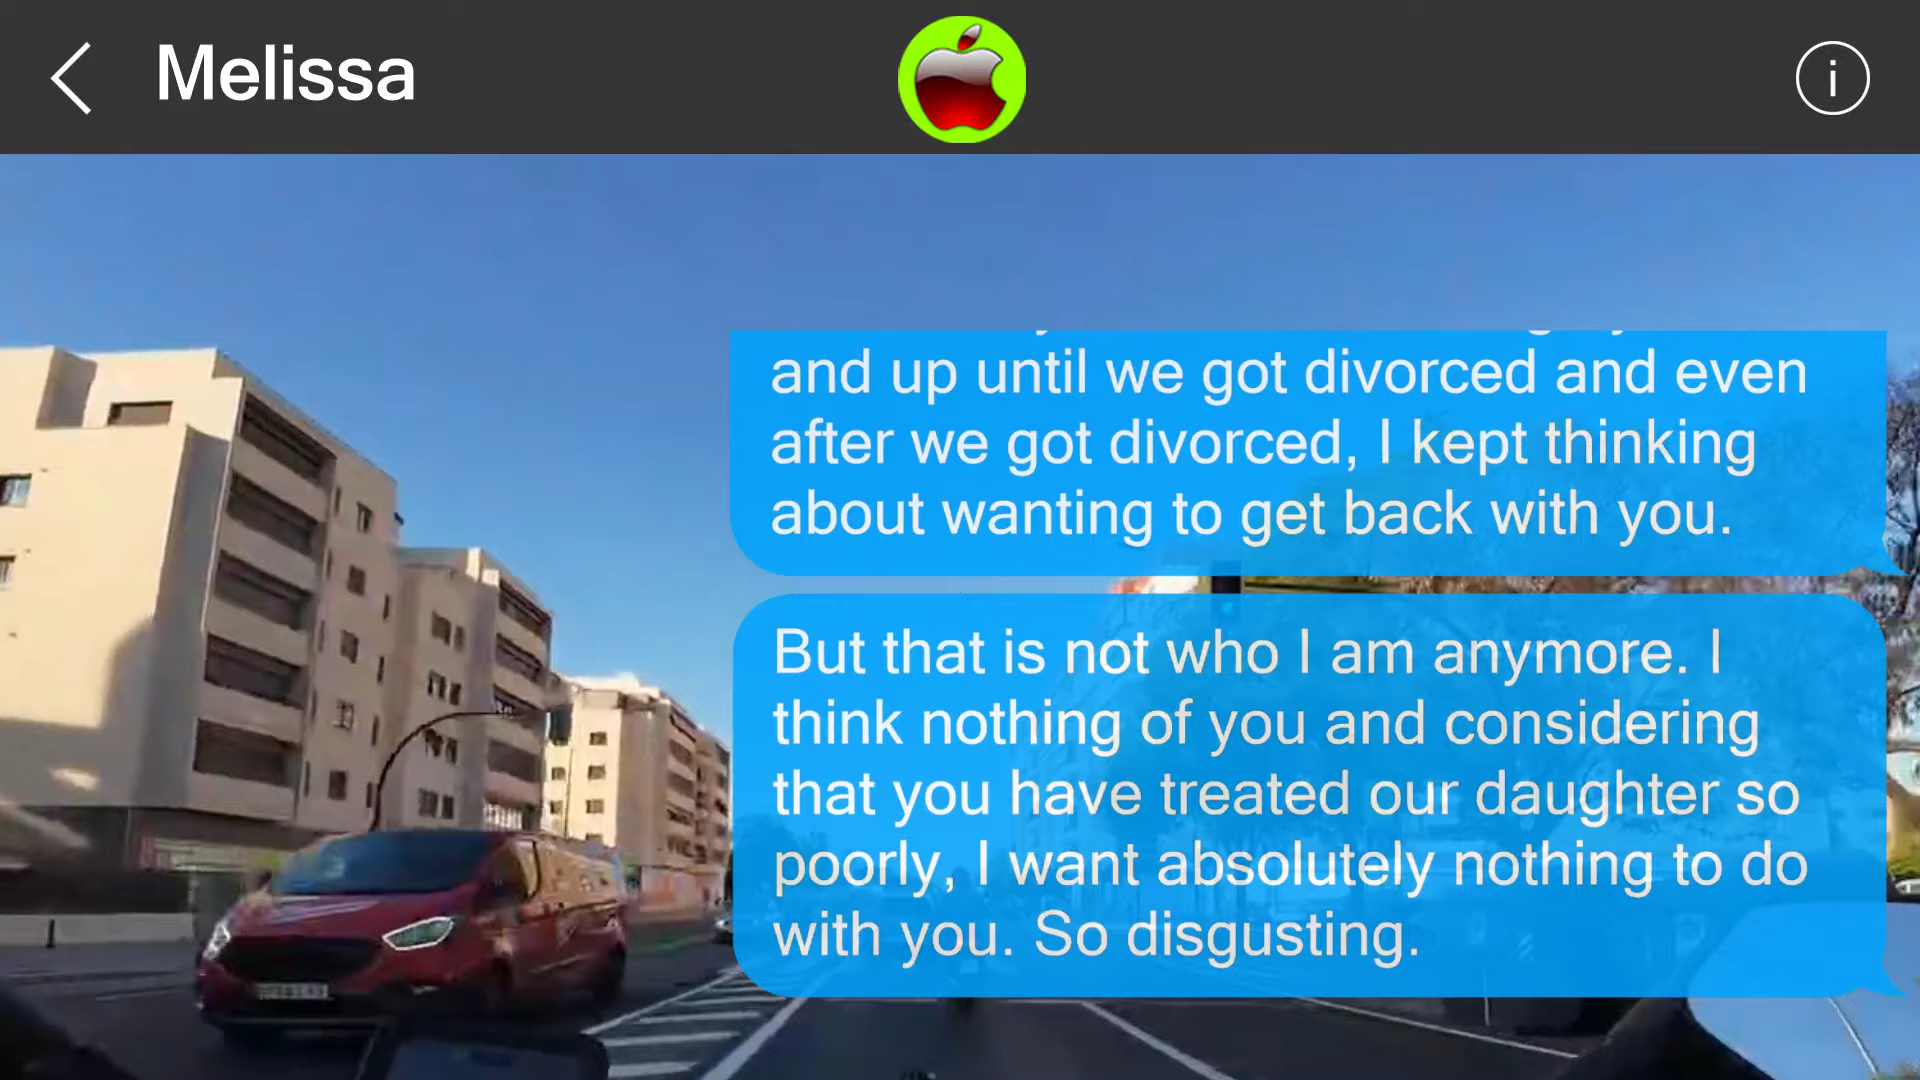 Melissa
i
and up until we got divorced and even
after we got divorced, I kept thinking
about wanting to get back with you.
But that is not who I am anymore. I
think nothing of you and considering
that you have treated our daughter so
poorly, I want absolutely nothing to do
with you. So disgusting.